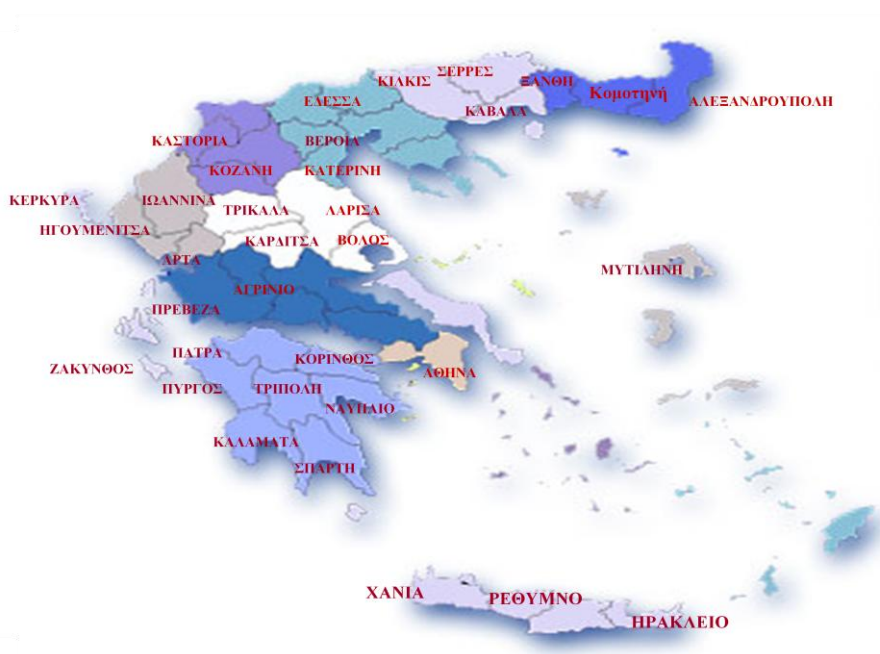 ΣΕΡΡΕΣ
ΚΙΛΚΙΣ
ΞΑΝΘΗ
Κομοτηνή
ΕΔΕΣΣΑ
ΚΑΒΑΛΑ
ΑΛΕΞΑΝΔΡΟΥΠΟΛΗ
ΚΑΣΤΟΡΙΑ
ΒΕΡΟΙΑ
ΚΟΖΑΝΗ
ΚΑΤΕΡΙΝΗ
ΚΕΡΚΥΡΑ
ΙΩΑΝΝΙΝΑ
ΤΡΙΚΑΛΑ
ΛΑΡΙΣΑ
ΗΓΟΥΜΕΝΙΤΣΑ
ΚΑΡΔΙΤΣΑ
ΒΟΛΟΣ
ΑΡΤΑ
ΜΥΤΙΛΗΝΗ
ΑΓΡΙΝΙΟ
ΠΡΕΒΕΖΑ
ΠΑΤΡΑ
ΚΟΡΙΝΘΟΣ
ΖΑΚΥΝΘΟΣ
ΑΘΗΝΑ
ΠΥΡΓΟΣ
ΤΡΙΠΟΛΗ
ΝΑΥΠΛΙΟ
ΚΑΛΑΜΑΤΑ
ΣΠΑΡΤΗ
ΧΑΝΙΑ
ΡΕΘΥΜΝΟ
ΗΡΑΚΛΕΙΟ